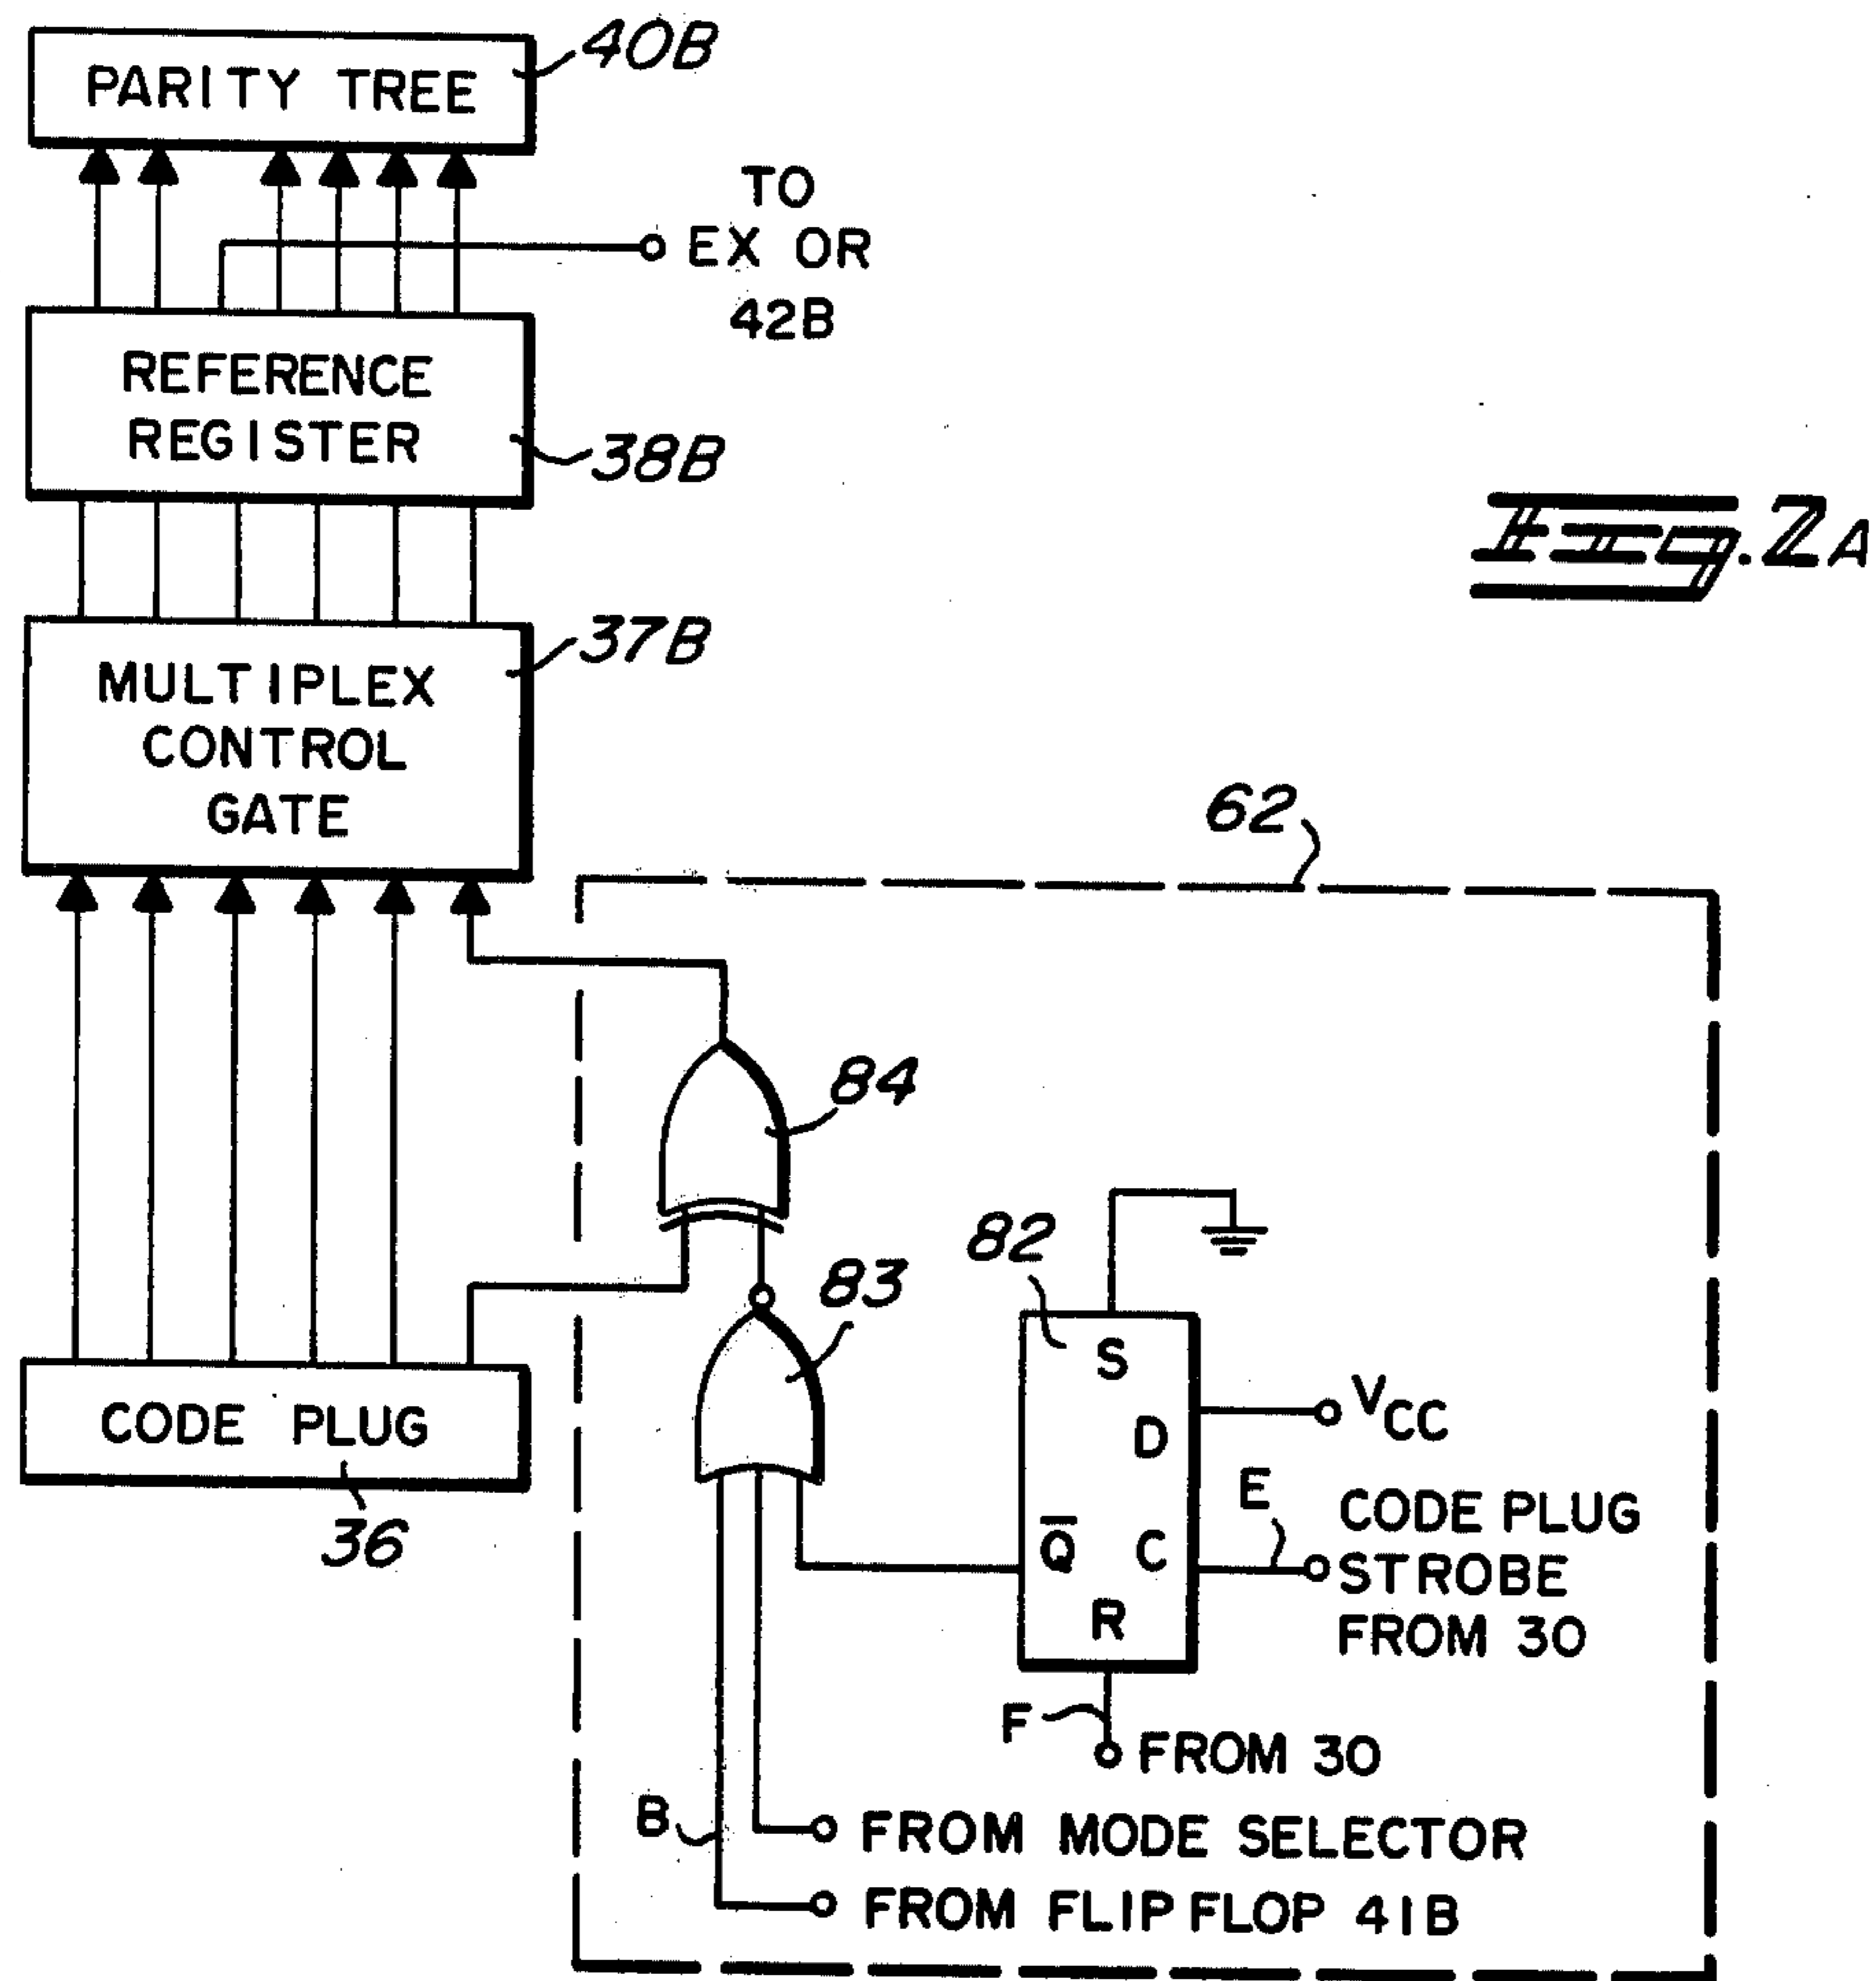 40B
PARITY TREE
TO
EX OR
42B
REFERENCE
REGISTER
38B
Fig. 2A
37B
MULTIPLEX
CONTROL
GATE
62
84
82
83
S
VCC
D
CODE PLUG
36
E
CODE PLUG
STROBE
FROM 30
Q̅
C
R
F
FROM 30
B
FROM MODE SELECTOR
FROM FLIP FLOP 41B